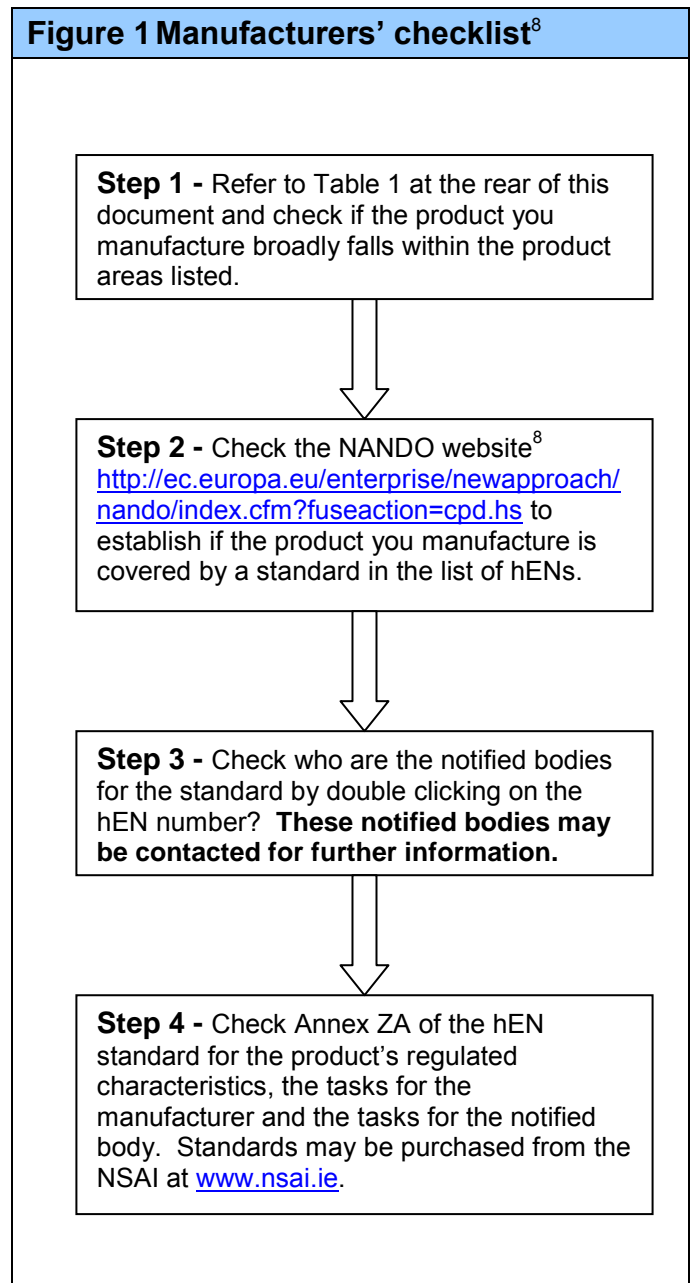 Figure 1 Manufacturers’ checklist8
Step 1 - Refer to Table 1 at the rear of this
document and check if the product you
manufacture broadly falls within the product
areas listed.
Step 2 - Check the NANDO website8
http://ec.europa.eu/enterprise/newapproach/
nando/index.cfm?fuseaction=cpd.hs to
establish if the product you manufacture is
covered by a standard in the list of hENs.
Step 3 - Check who are the notified bodies
for the standard by double clicking on the
hEN number? These notified bodies may
be contacted for further information.
Step 4 - Check Annex ZA of the hEN
standard for the product’s regulated
characteristics, the tasks for the
manufacturer and the tasks for the notified
body. Standards may be purchased from the
NSAI at www.nsai.ie.